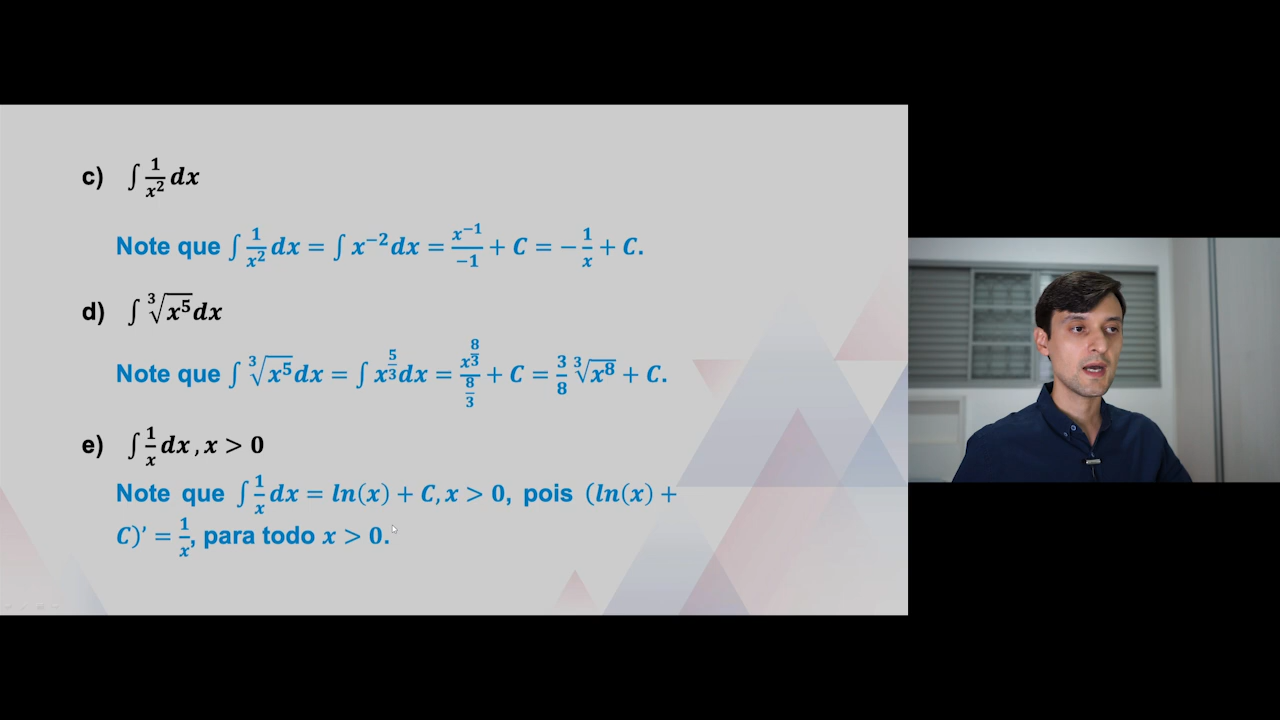 c) ∫ 1/x² dx
Note que ∫ 1/x² dx = ∫ x⁻² dx = x⁻¹/−1 + C = − 1/x + C.
d) ∫ ∛x⁵ dx
Note que ∫ ∛x⁵ dx = ∫ x^(5/3) dx = x^(8/3)/(8/3) + C = 3/8 ∛x⁸ + C.
e) ∫ 1/x dx , x > 0
Note que ∫ 1/x dx = ln(x) + C, x > 0, pois (ln(x) +
C)′ = 1/x, para todo x > 0.